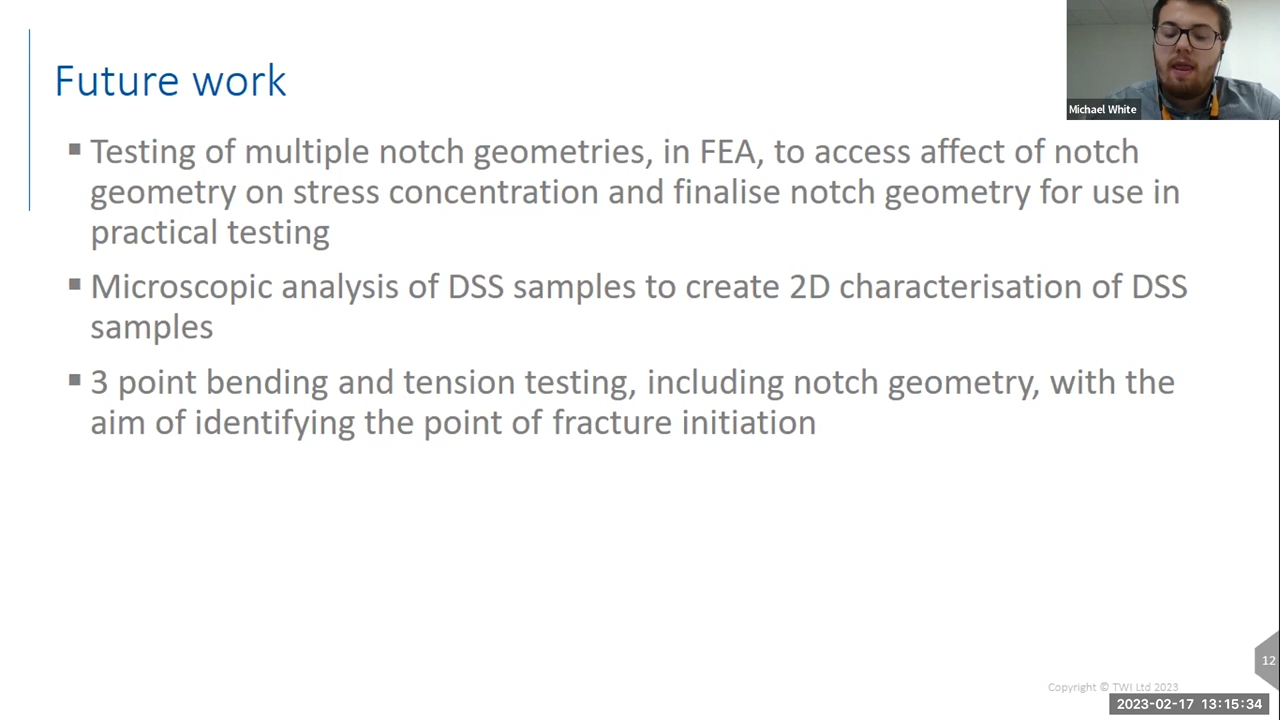 Future work
Michael White
▪ Testing of multiple notch geometries, in FEA, to access affect of notch
geometry on stress concentration and finalise notch geometry for use in
practical testing
▪ Microscopic analysis of DSS samples to create 2D characterisation of DSS
samples
▪ 3 point bending and tension testing, including notch geometry, with the
aim of identifying the point of fracture initiation
12
Copyright © TWI Ltd 2023
2023-02-17 13:15:34